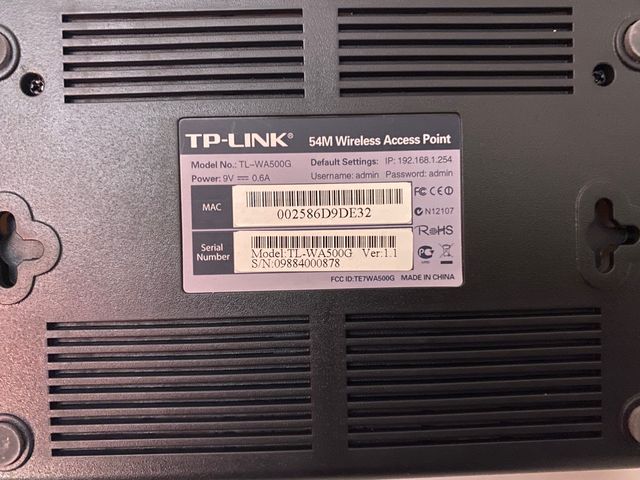 TP-LINK® 54M Wireless Access Point
Model No.: TL-WA500G Default Settings: IP: 192.168.1.254
Power: 9V ⎓ 0.6A Username: admin Password: admin
MAC
002586D9DE32
FC CE
N12107
Serial Number
Model:TL-WA500G Ver:1.1
S/N:09884000878
RoHS
FCC ID:TE7WA500G MADE IN CHINA